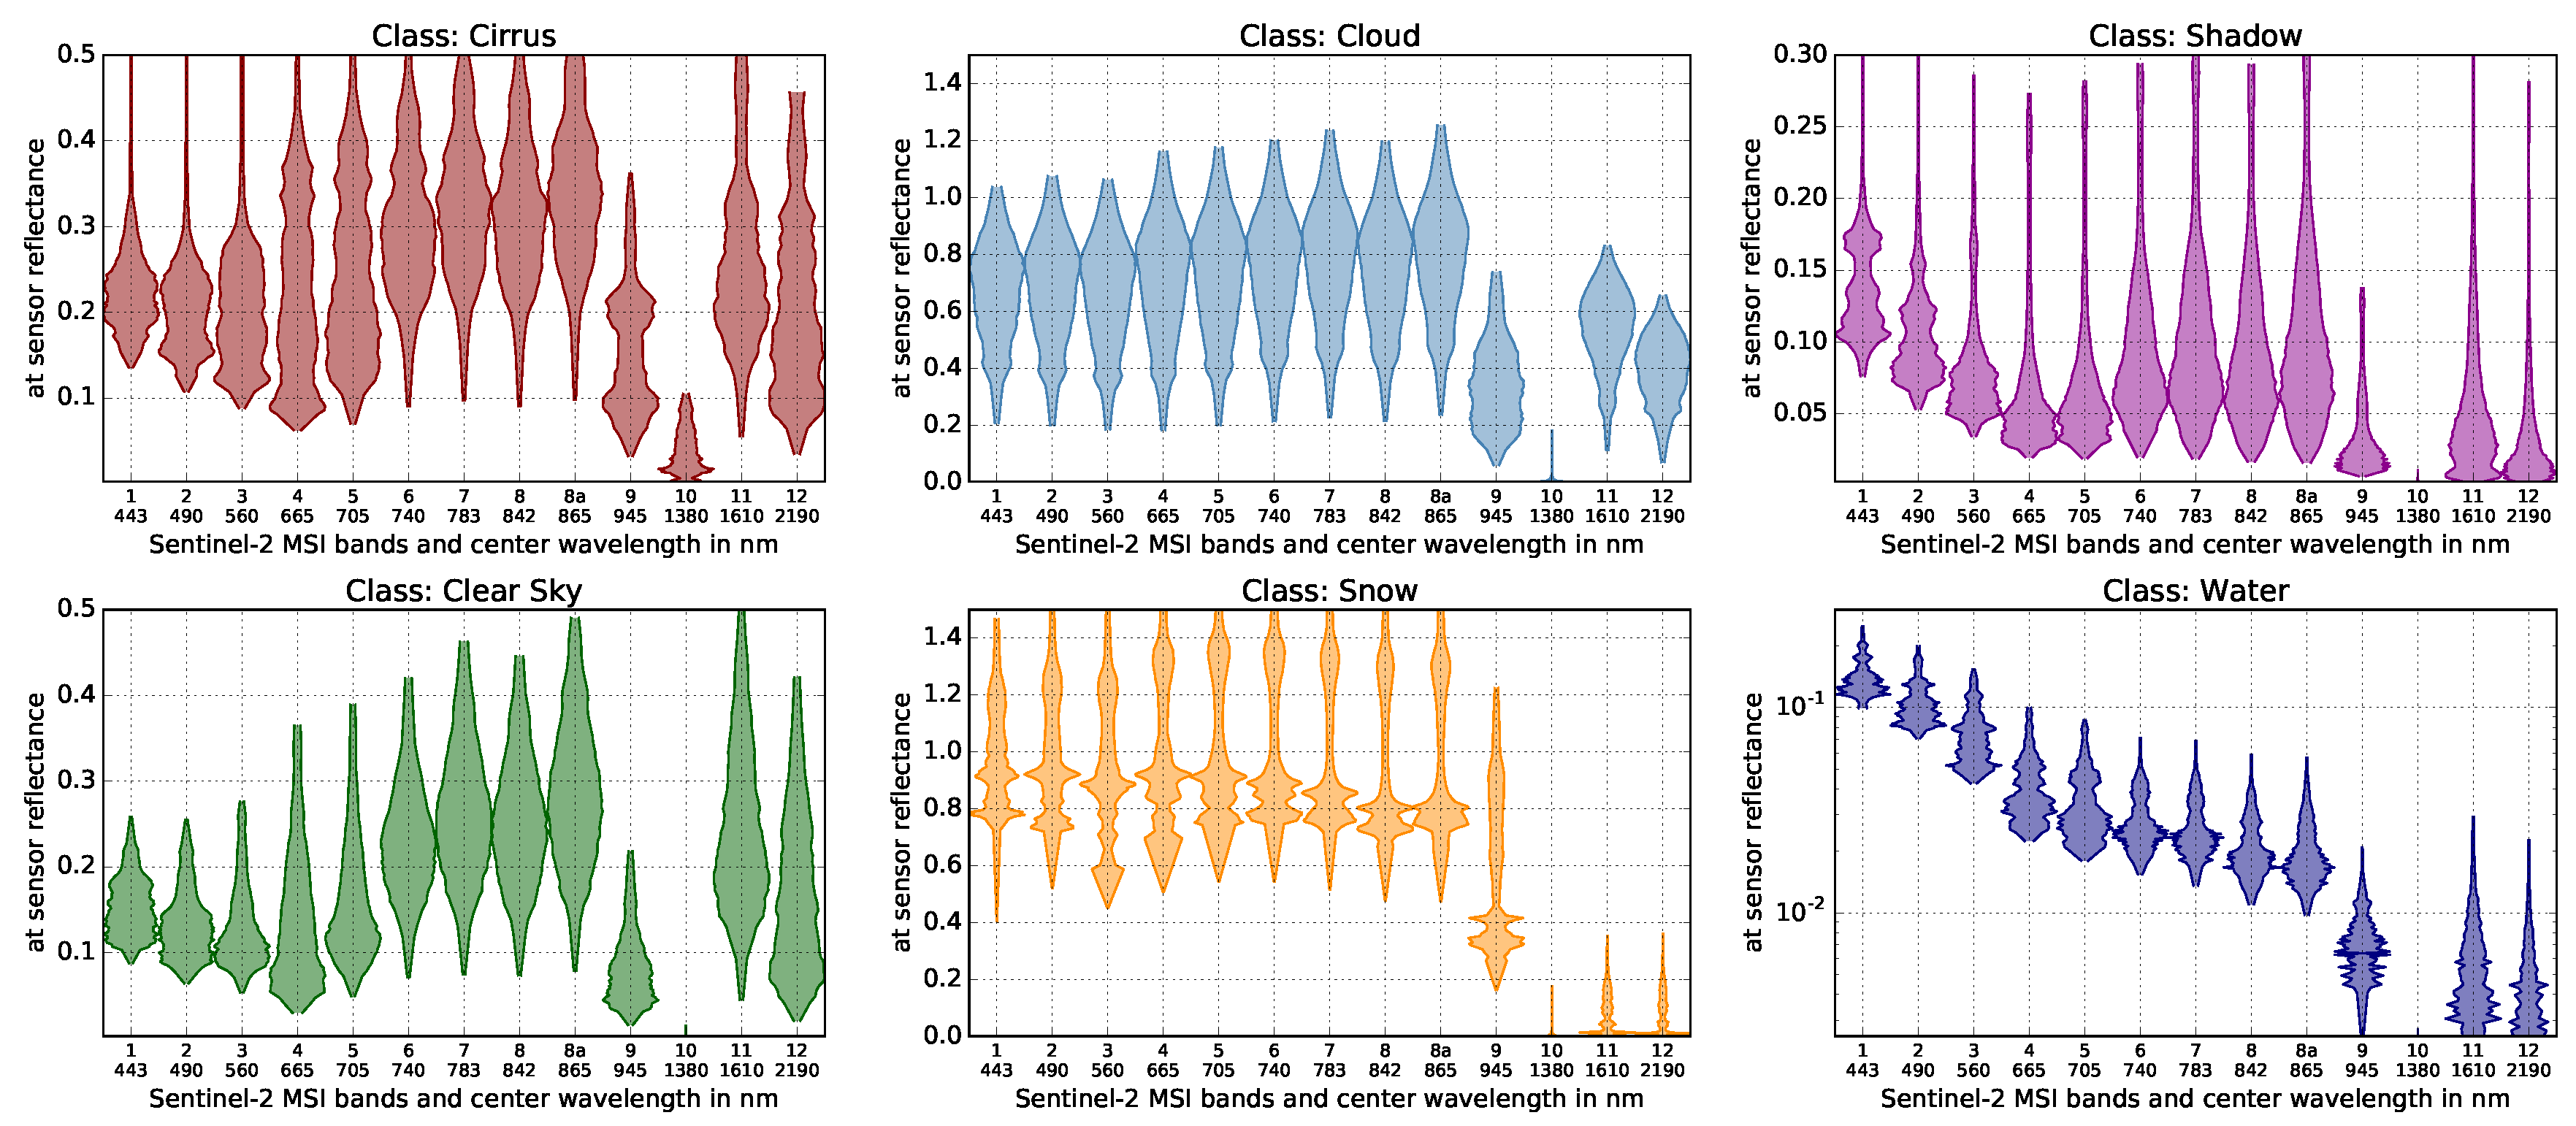 Class: Cirrus
at sensor reflectance
0.5
0.4
0.3
0.2
0.1
1 2 3 4 5 6 7 8 8a 9 10 11 12
443 490 560 665 705 740 783 842 865 945 1380 1610 2190
Sentinel-2 MSI bands and center wavelength in nm
Class: Cloud
at sensor reflectance
1.4
1.2
1.0
0.8
0.6
0.4
0.2
0.0
1 2 3 4 5 6 7 8 8a 9 10 11 12
443 490 560 665 705 740 783 842 865 945 1380 1610 2190
Sentinel-2 MSI bands and center wavelength in nm
Class: Shadow
at sensor reflectance
0.30
0.25
0.20
0.15
0.10
0.05
1 2 3 4 5 6 7 8 8a 9 10 11 12
443 490 560 665 705 740 783 842 865 945 1380 1610 2190
Sentinel-2 MSI bands and center wavelength in nm
Class: Clear Sky
at sensor reflectance
0.5
0.4
0.3
0.2
0.1
1 2 3 4 5 6 7 8 8a 9 10 11 12
443 490 560 665 705 740 783 842 865 945 1380 1610 2190
Sentinel-2 MSI bands and center wavelength in nm
Class: Snow
at sensor reflectance
1.4
1.2
1.0
0.8
0.6
0.4
0.2
0.0
1 2 3 4 5 6 7 8 8a 9 10 11 12
443 490 560 665 705 740 783 842 865 945 1380 1610 2190
Sentinel-2 MSI bands and center wavelength in nm
Class: Water
at sensor reflectance
10⁻¹
10⁻²
1 2 3 4 5 6 7 8 8a 9 10 11 12
443 490 560 665 705 740 783 842 865 945 1380 1610 2190
Sentinel-2 MSI bands and center wavelength in nm